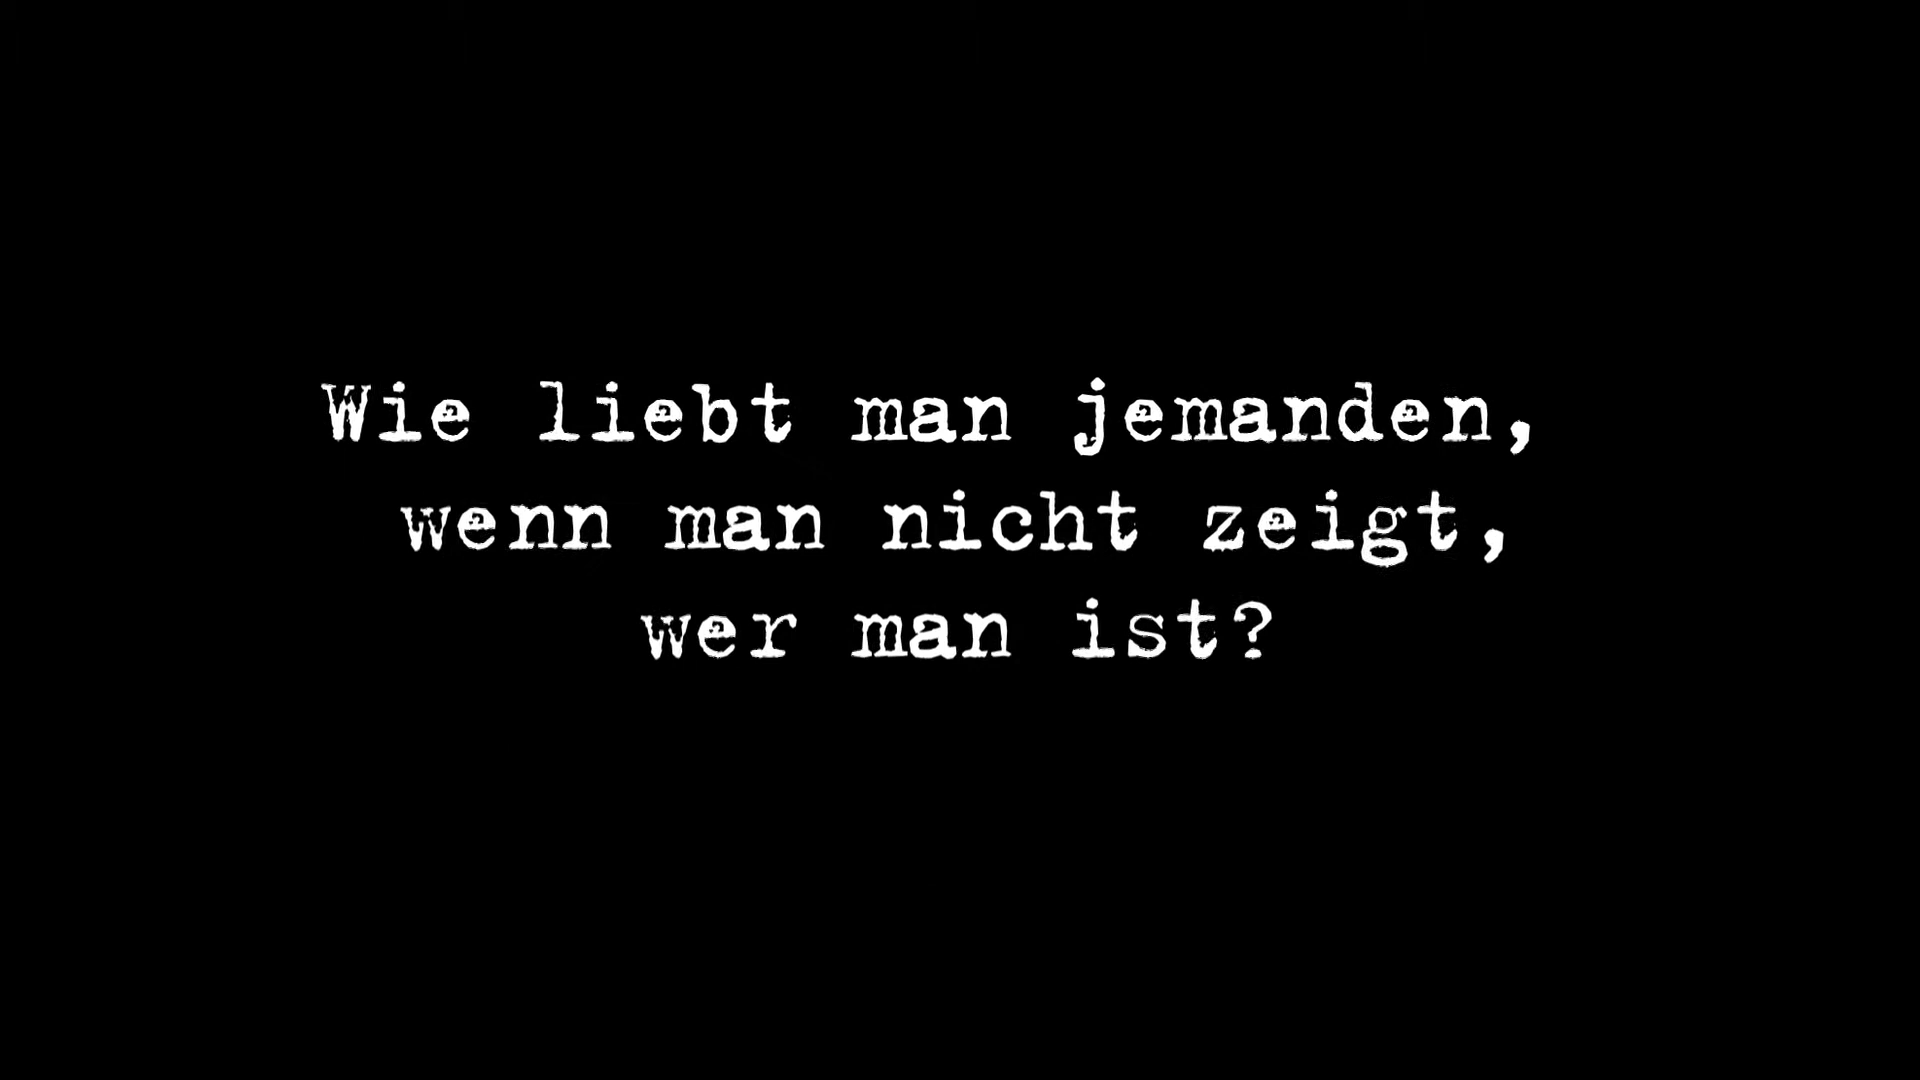 Wie liebt man jemanden,
wenn man nicht zeigt,
wer man ist?